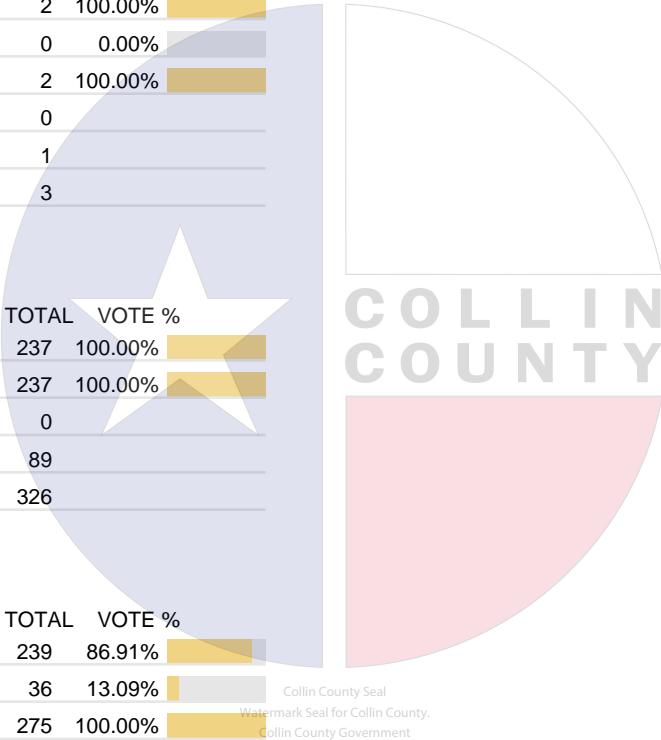 2 100.00%
0 0.00%
2 100.00%
0
1
3
TOTAL VOTE %
237 100.00%
237 100.00%
0
89
326
COLLIN
COUNTY
TOTAL VOTE %
239 86.91%
36 13.09%
275 100.00%
Collin County Seal
Watermark Seal for Collin County.
Collin County Government